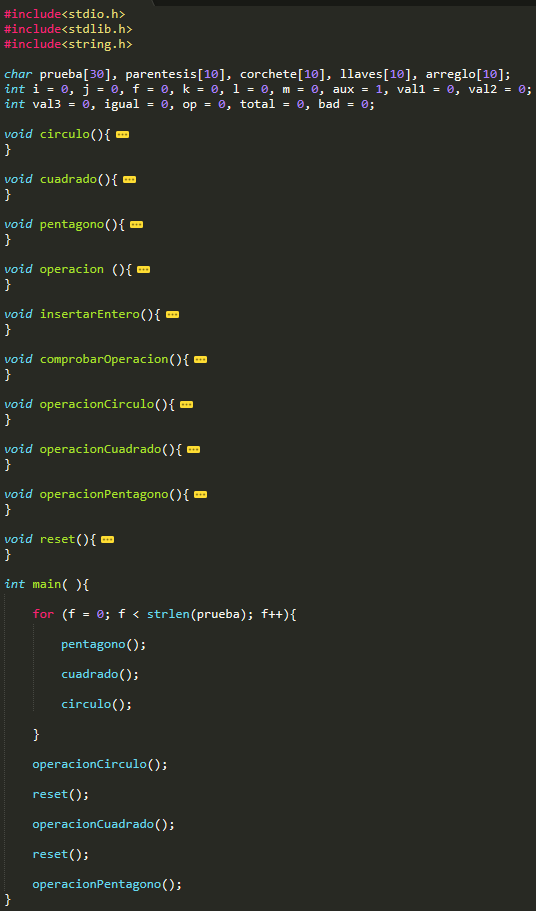 #include<stdio.h>
#include<stdlib.h>
#include<string.h>
char prueba[30], parentesis[10], corchete[10], llaves[10], arreglo[10];
int i = 0, j = 0, f = 0, k = 0, l = 0, m = 0, aux = 1, val1 = 0, val2 = 0;
int val3 = 0, igual = 0, op = 0, total = 0, bad = 0;
void circulo(){
}
void cuadrado(){
}
void pentagono(){
}
void operacion (){
}
void insertarEntero(){
}
void comprobarOperacion(){
}
void operacionCirculo(){
}
void operacionCuadrado(){
}
void operacionPentagono(){
}
void reset(){
}
int main( ){
for (f = 0; f < strlen(prueba); f++){
pentagono();
cuadrado();
circulo();
}
operacionCirculo();
reset();
operacionCuadrado();
reset();
operacionPentagono();
}